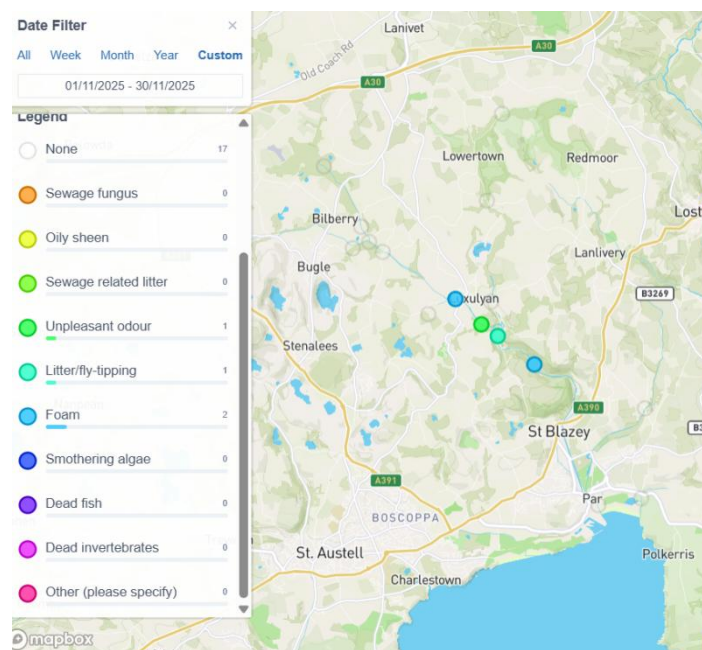 Date Filter ×
All Week Month Year Custom
01/11/2025 - 30/11/2025
Legend
None 17
Sewage fungus 0
Oily sheen 0
Sewage related litter 0
Unpleasant odour 1
Litter/fly-tipping 1
Foam 2
Smothering algae 0
Dead fish 0
Dead invertebrates 0
Other (please specify) 0
mapbox
Lanivet
A30
Old Coach Rd
A30
Lowertown
Redmoor
Bilberry
Lost
Lanlivery
Bugle
B3269
xulyan
Stenalees
A390
St Blazey
B3
A391
Par
BOSCOPPA
St. Austell
Polkerris
Charlestown